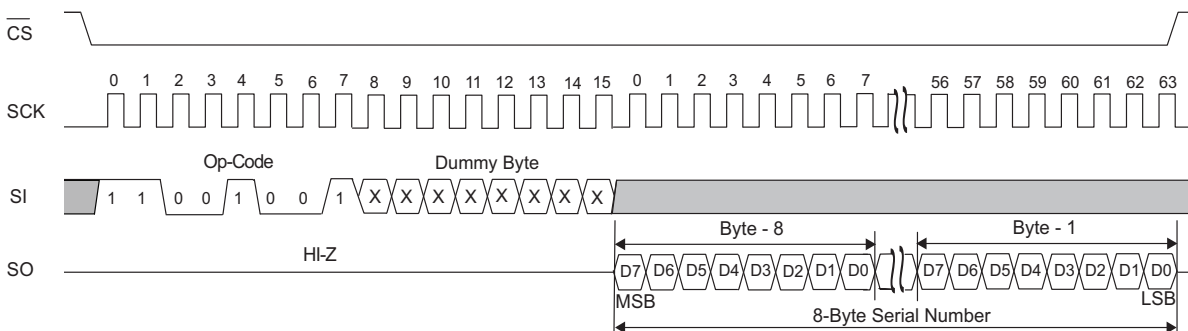 CS
SCK 0 1 2 3 4 5 6 7 8 9 10 11 12 13 14 15 0 1 2 3 4 5 6 7 56 57 58 59 60 61 62 63
Op-Code Dummy Byte
SI 1 1 0 0 1 0 0 1 X X X X X X X X
Byte - 8 Byte - 1
HI-Z
SO D7 D6 D5 D4 D3 D2 D1 D0 D7 D6 D5 D4 D3 D2 D1 D0
MSB LSB
8-Byte Serial Number